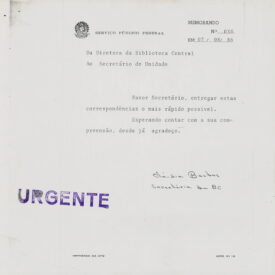 MEMORANDO
SERVIÇO PÚBLICO FEDERAL
Nº
EM 07 / 08/
Da Diretora da Biblioteca Central
Ao Secretário de Unidade
Favor Secretário, entregar estas
correspondências o mais rápido possível.
Esperando contar com a sua com-
preensão, desde já agradeço.
Secretária da BC
URGENTE